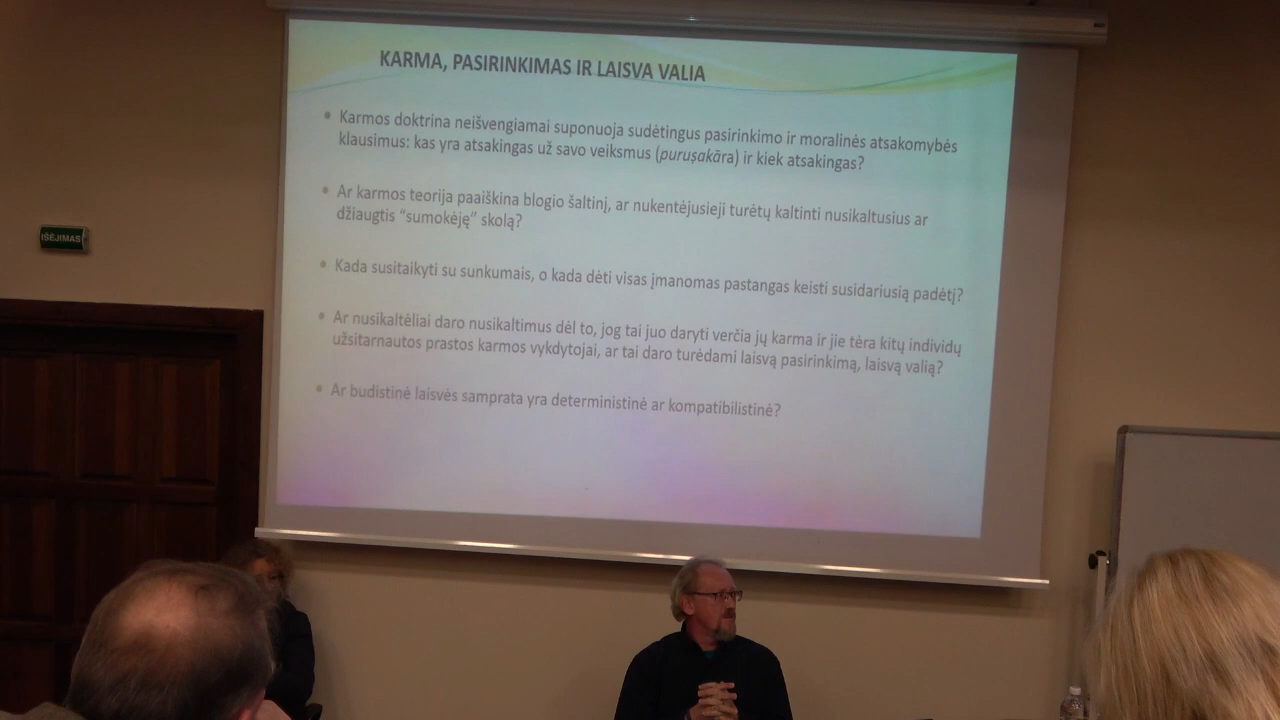 KARMA, PASIRINKIMAS IR LAISVA VALIA
• Karmos doktrina neišvengiamai suponuoja sudėtingus pasirinkimo ir moralinės atsakomybės
klausimus: kas yra atsakingas už savo veiksmus (puruṣakāra) ir kiek atsakingas?
• Ar karmos teorija paaiškina blogio šaltinį, ar nukentėjusieji turėtų kaltinti nusikaltusius ar
džiaugtis “sumokėję” skolą?
• Kada susitaikyti su sunkumais, o kada dėti visas įmanomas pastangas keisti susidariusią padėtį?
• Ar nusikaltėliai daro nusikaltimus dėl to, jog tai juo daryti verčia jų karma ir jie tėra kitų individų
užsitarnautos prastos karmos vykdytojai, ar tai daro turėdami laisvą pasirinkimą, laisvą valią?
• Ar budistinė laisvės samprata yra deterministinė ar kompatibilistinė?
IŠĖJIMAS